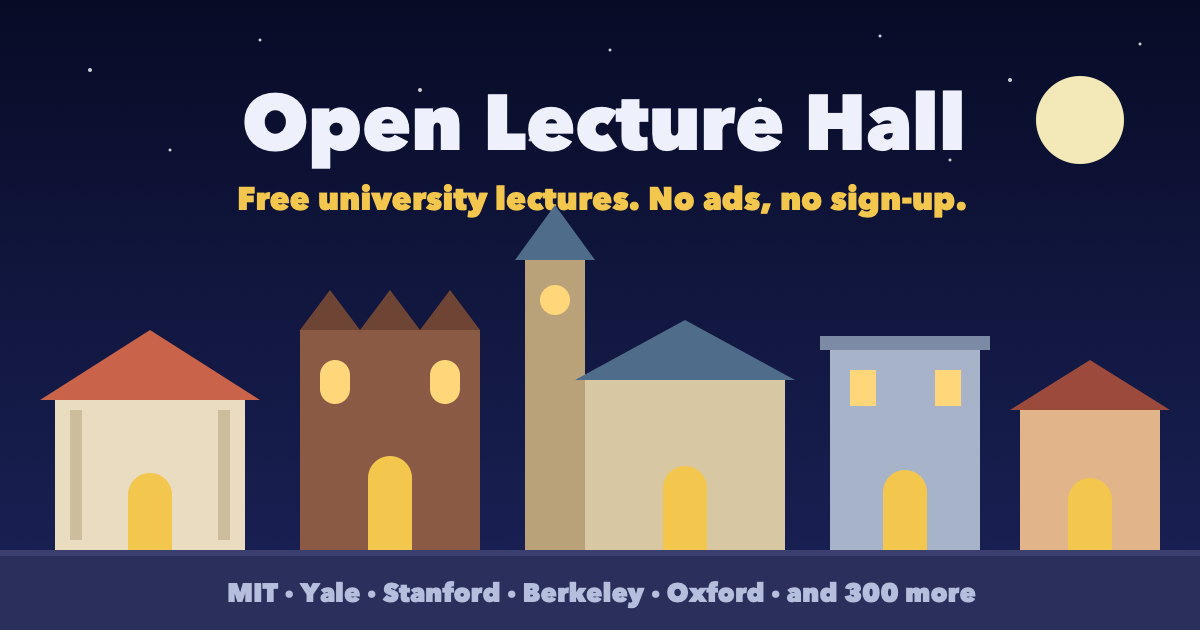 Open Lecture Hall
Free university lectures. No ads, no sign-up.
MIT · Yale · Stanford · Berkeley · Oxford · and 300 more